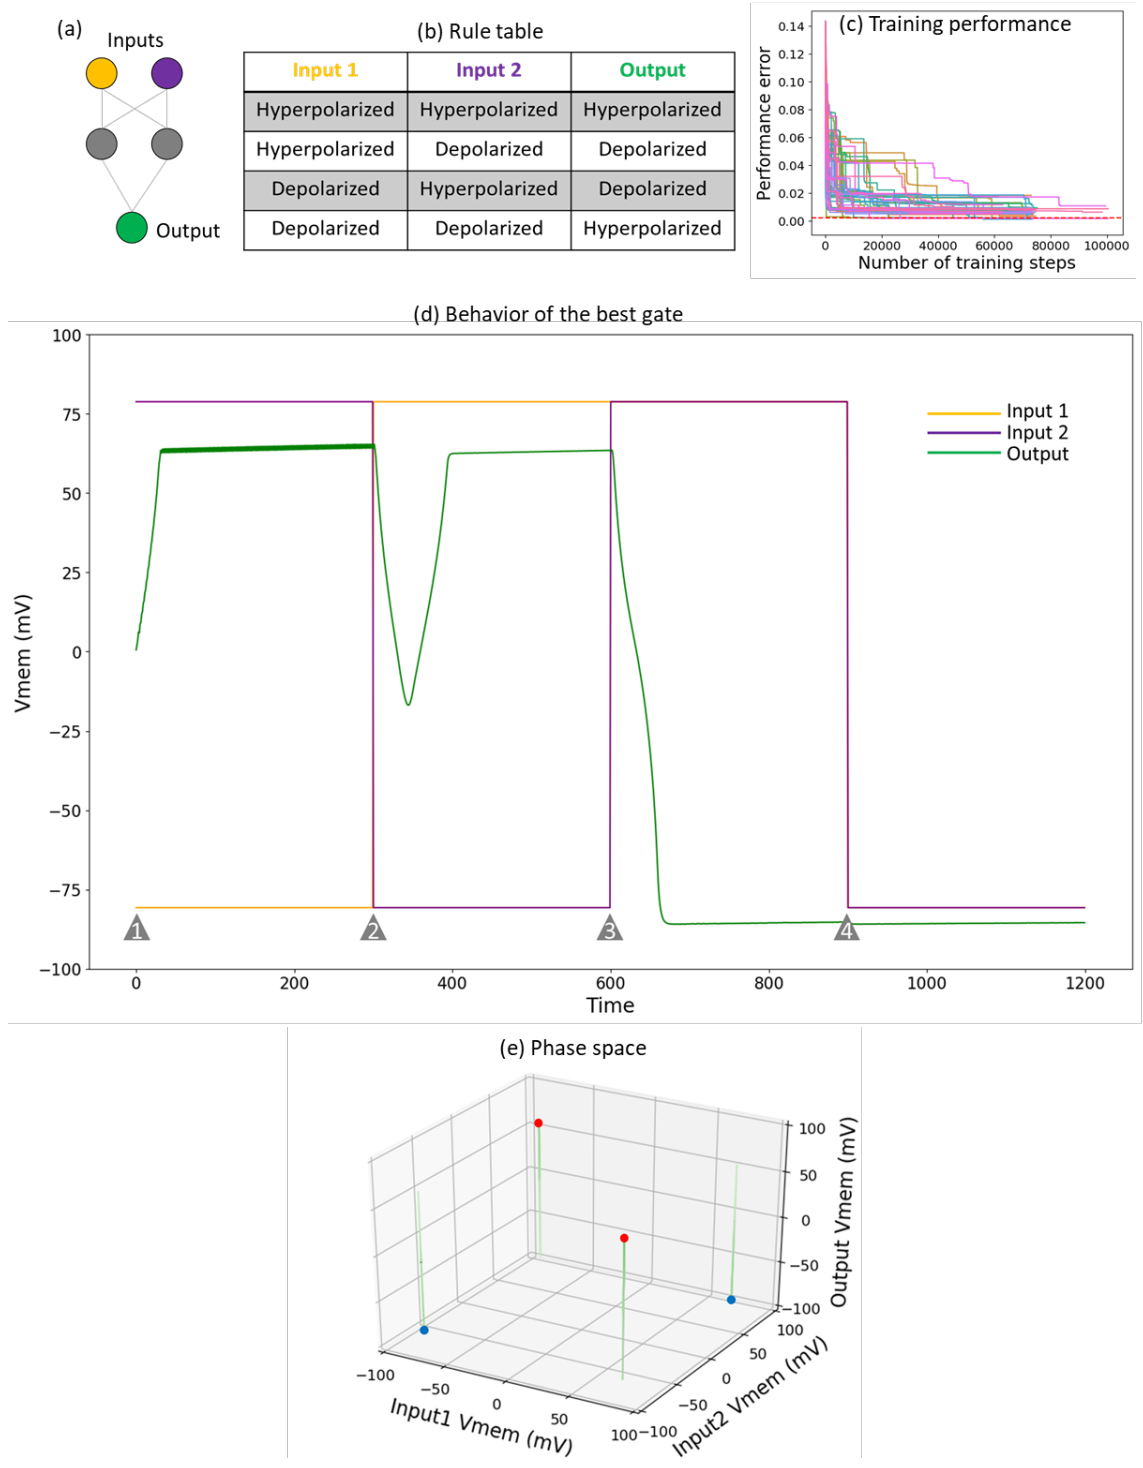 (a)
Inputs
Output
(b) Rule table
Input 1 Input 2 Output
Hyperpolarized Hyperpolarized Hyperpolarized
Hyperpolarized Depolarized Depolarized
Depolarized Hyperpolarized Depolarized
Depolarized Depolarized Hyperpolarized
(c) Training performance
Performance error
0.14
0.12
0.10
0.08
0.06
0.04
0.02
0.00
0 20000 40000 60000 80000 100000
Number of training steps
(d) Behavior of the best gate
Vmem (mV)
100
75
50
25
0
−25
−50
−75
−100
Input 1
Input 2
Output
1 2 3 4
0 200 400 600 800 1000 1200
Time
(e) Phase space
100
50
0
−50
−100
Output Vmem (mV)
100
50
0
−50
−100
Input2 Vmem (mV)
−100
−50
0
50
100
Input1 Vmem (mV)